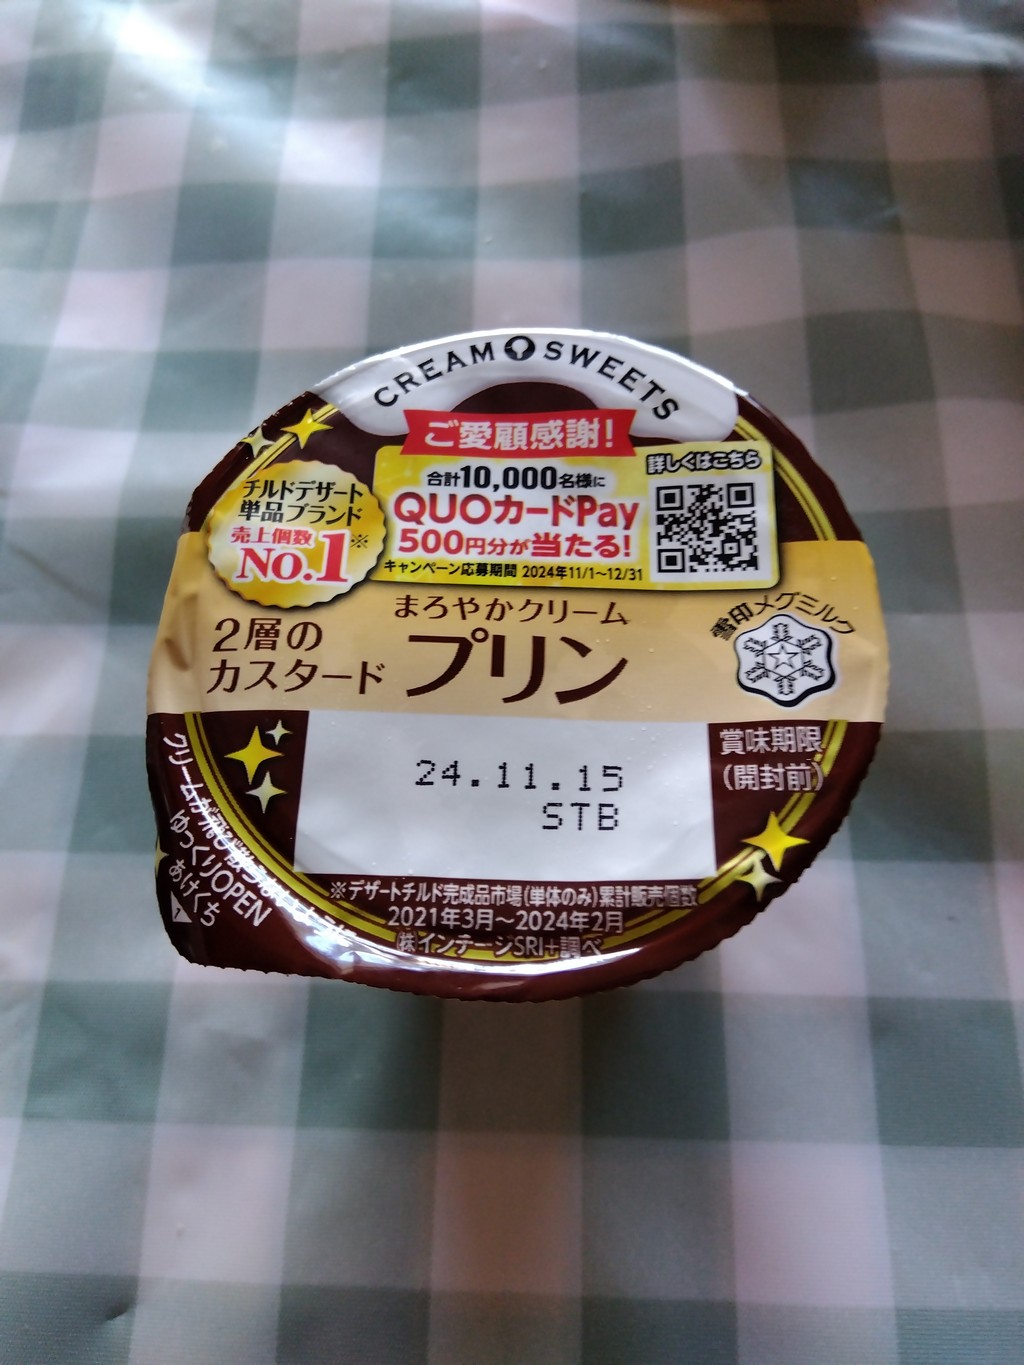 CREAM SWEETS
ご愛顧感謝!
チルドデザート
単品ブランド
売上個数
No.1※
合計10,000名様に
QUOカードPay
500円分が当たる!
キャンペーン応募期間 2024年11/1~12/31
詳しくはこちら
まろやかクリーム
2層の
カスタード
プリン
雪印メグミルク
24.11.15
STB
賞味期限
(開封前)
ゆっくりOPEN
あけくち
1
※デザートチルド完成品市場(単体のみ)累計販売個数
2021年3月~2024年2月
㈱インテージSRI+調べ